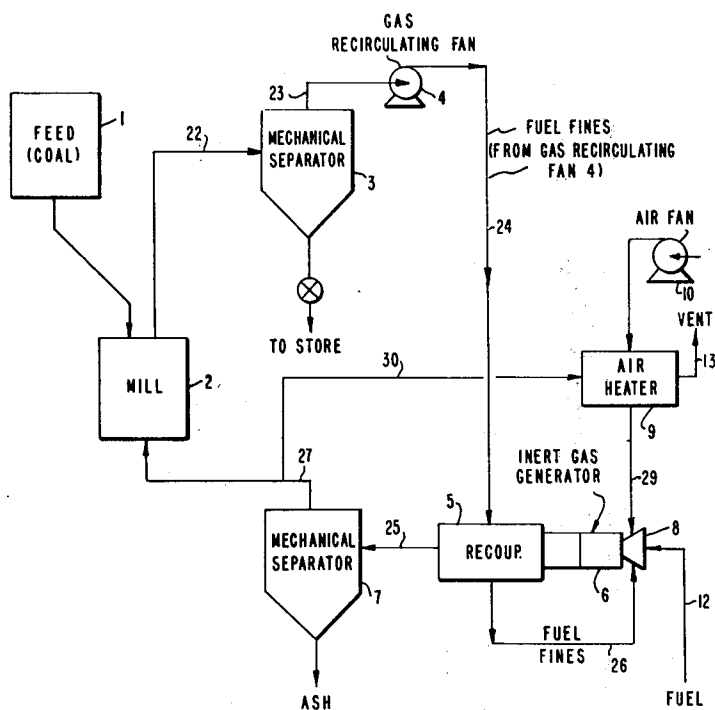 GAS
RECIRCULATING FAN
4
23
FEED
(COAL)
1
22
MECHANICAL
SEPARATOR
3
FUEL FINES
(FROM GAS RECIRCULATING
FAN 4)
24
AIR FAN
10
VENT
13
TO STORE
30
AIR
HEATER
9
MILL
2
27
INERT GAS
GENERATOR
29
5
RECOUP.
6
8
25
MECHANICAL
SEPARATOR
7
FUEL
FINES
26
12
ASH
FUEL